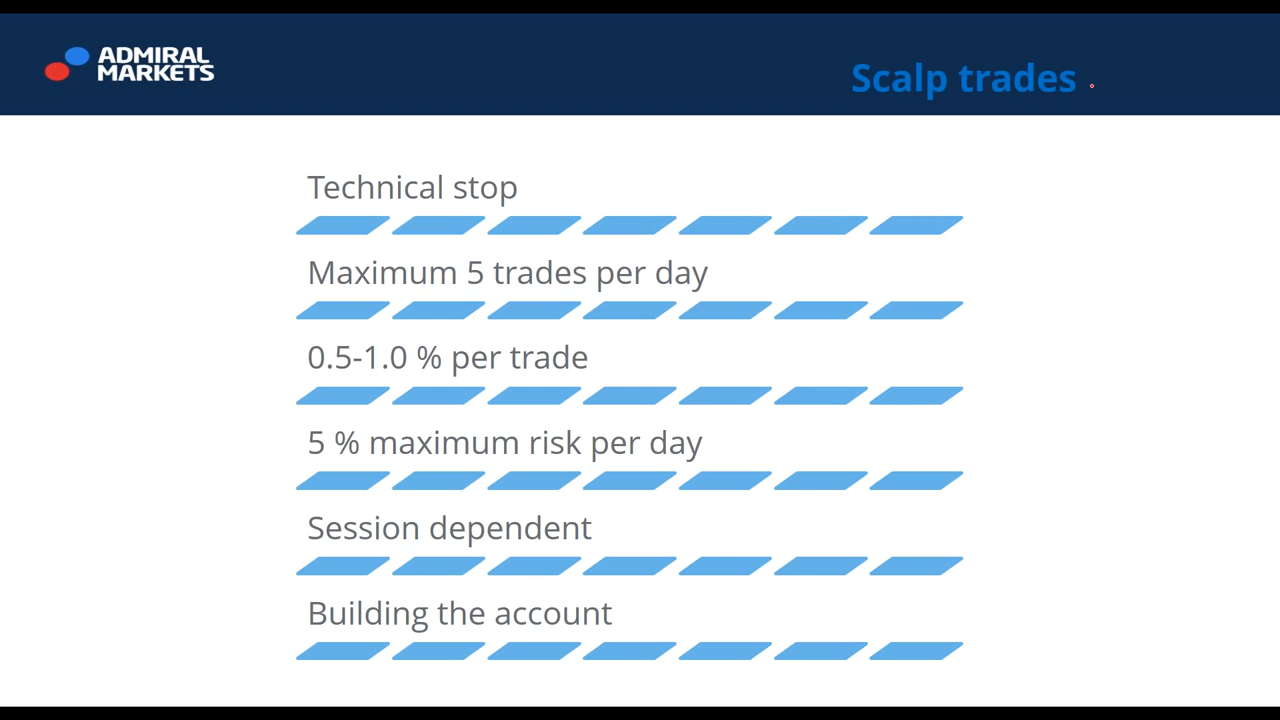 ADMIRAL
MARKETS
Scalp trades
Technical stop
Maximum 5 trades per day
0.5-1.0 % per trade
5 % maximum risk per day
Session dependent
Building the account